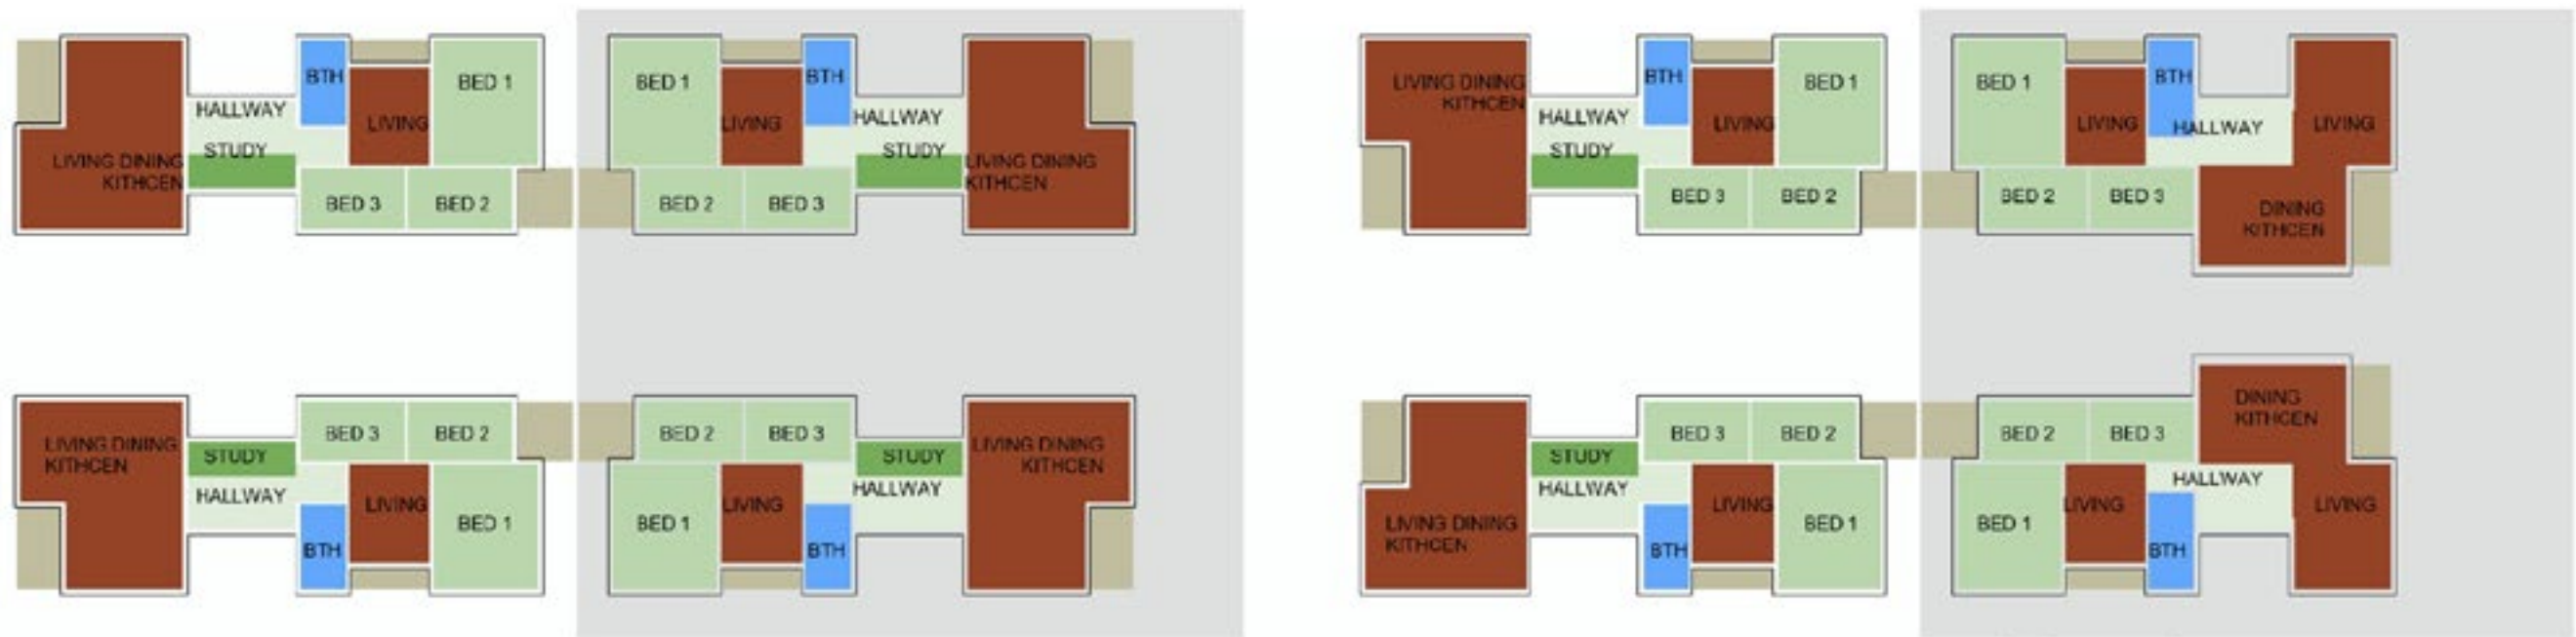 BTH
BED 1
HALLWAY
LIVING
STUDY
LIVING DINING
KITHCEN
BED 3
BED 2
BED 1
BTH
LIVING
HALLWAY
STUDY
LIVING DINING
KITHCEN
BED 2
BED 3
LIVING DINING
KITHCEN
BTH
BED 1
HALLWAY
LIVING
STUDY
BED 3
BED 2
BED 1
BTH
LIVING
HALLWAY
LIVING
BED 2
BED 3
DINING
KITHCEN
BED 3
BED 2
LIVING DINING
KITHCEN
STUDY
HALLWAY
LIVING
BED 1
BTH
BED 2
BED 3
STUDY
LIVING DINING
KITHCEN
HALLWAY
LIVING
BED 1
BTH
BED 3
BED 2
STUDY
HALLWAY
LIVING
LIVING DINING
KITHCEN
BED 1
BTH
DINING
KITHCEN
BED 2
BED 3
HALLWAY
LIVING
LIVING
BED 1
BTH